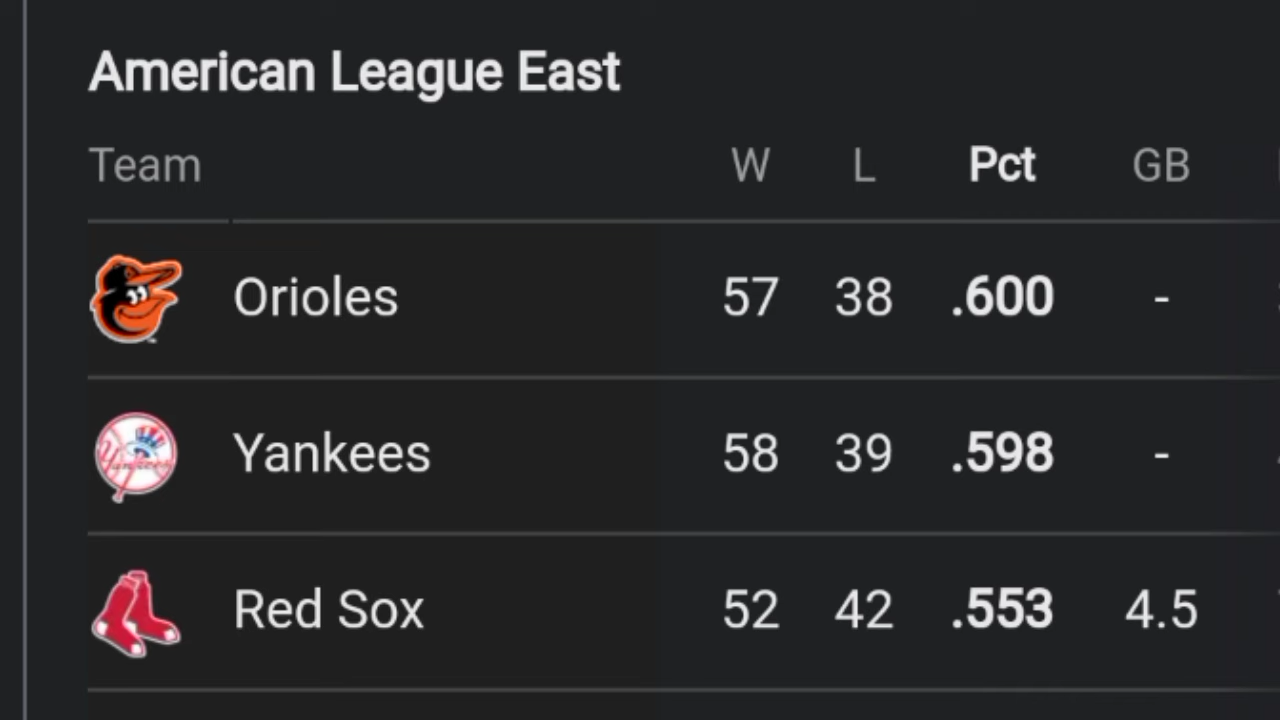 American League East
Team W L Pct GB
Orioles 57 38 .600 -
Yankees 58 39 .598 -
Red Sox 52 42 .553 4.5